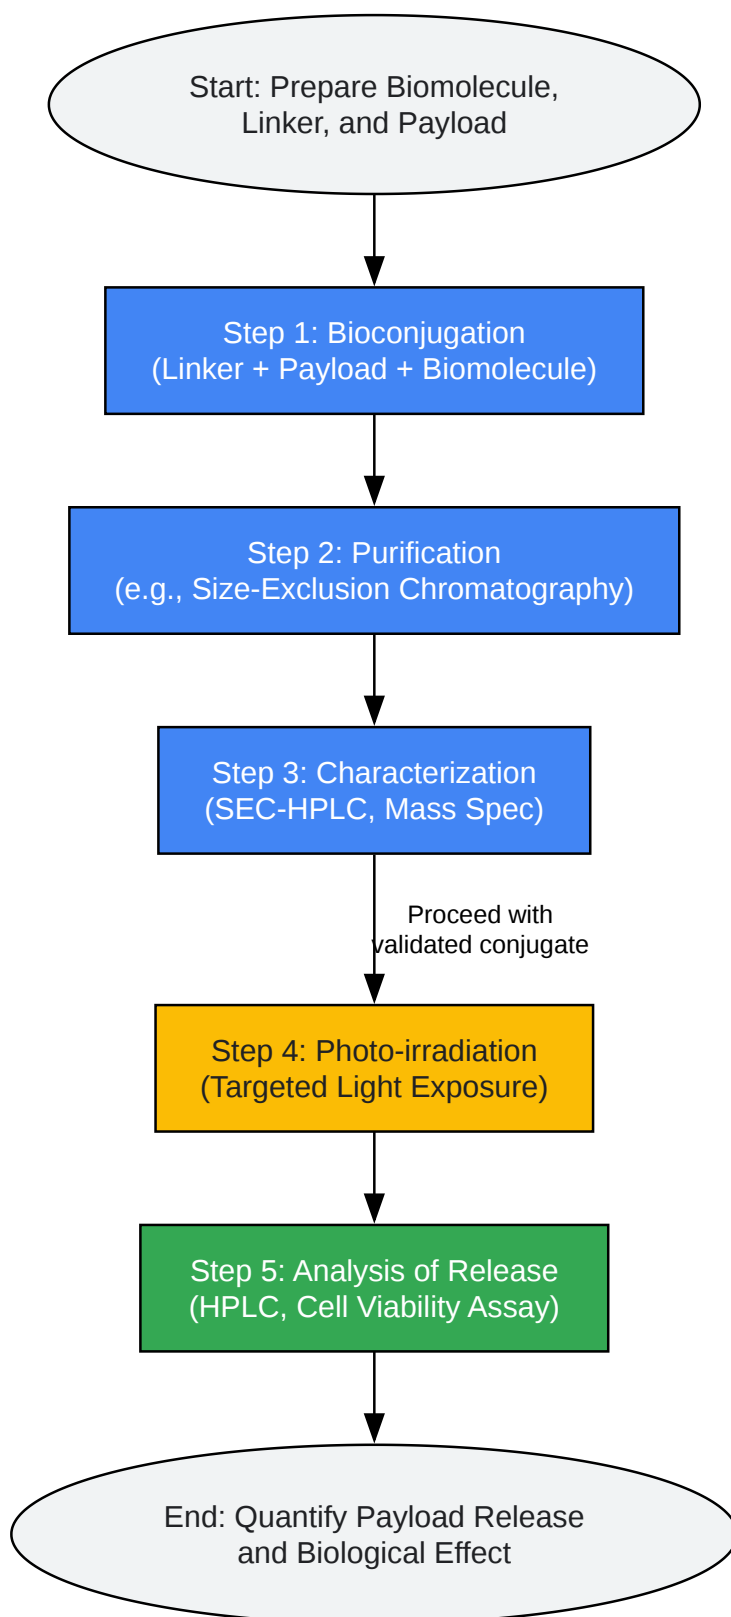 Start: Prepare Biomolecule,
Linker, and Payload
Step 1: Bioconjugation
(Linker + Payload + Biomolecule)
Step 2: Purification
(e.g., Size-Exclusion Chromatography)
Step 3: Characterization
(SEC-HPLC, Mass Spec)
Proceed with
validated conjugate
Step 4: Photo-irradiation
(Targeted Light Exposure)
Step 5: Analysis of Release
(HPLC, Cell Viability Assay)
End: Quantify Payload Release
and Biological Effect